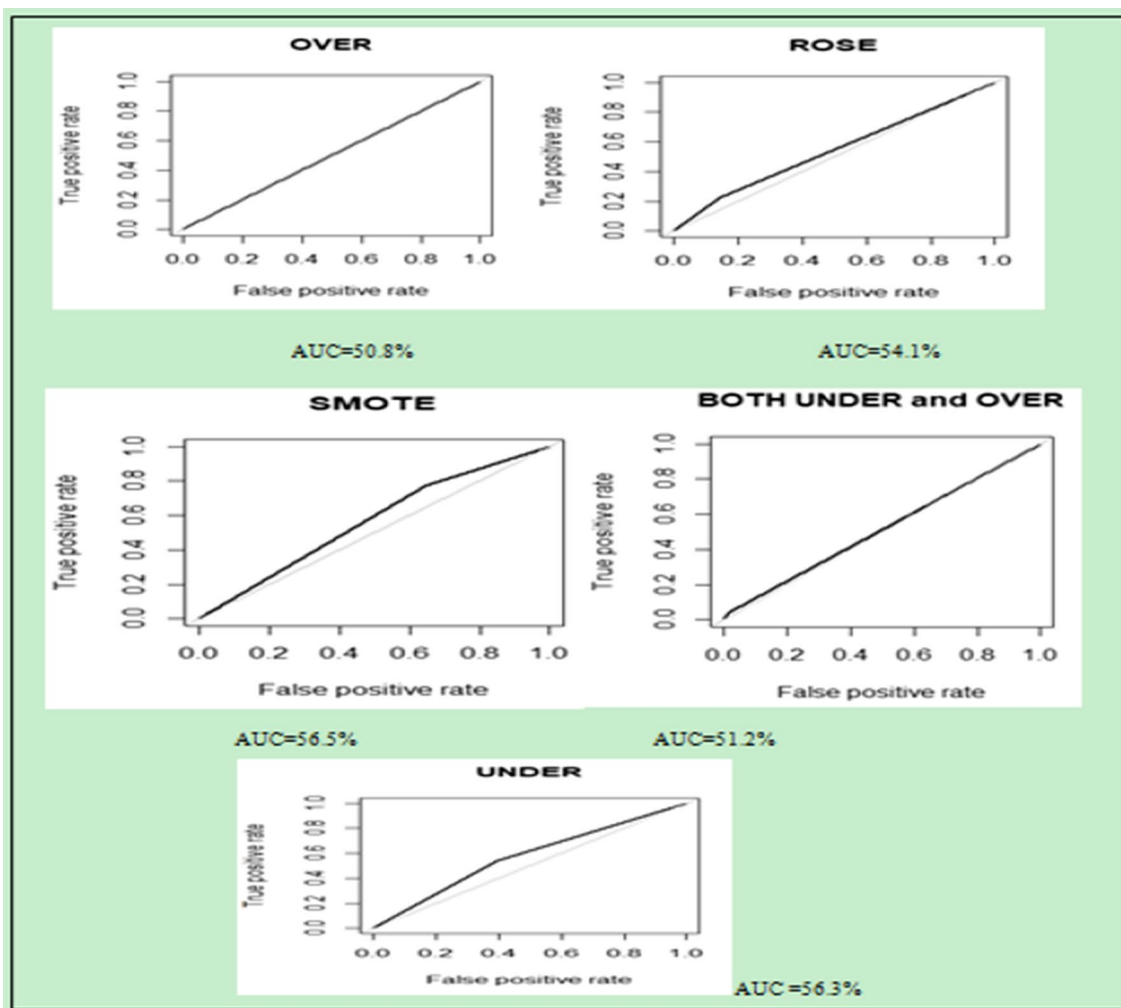 OVER
True positive rate
0.0 0.2 0.4 0.6 0.8 1.0
0.0 0.2 0.4 0.6 0.8 1.0
False positive rate
AUC=50.8%
ROSE
True positive rate
0.0 0.2 0.4 0.6 0.8 1.0
0.0 0.2 0.4 0.6 0.8 1.0
False positive rate
AUC=54.1%
SMOTE
True positive rate
0.0 0.2 0.4 0.6 0.8 1.0
0.0 0.2 0.4 0.6 0.8 1.0
False positive rate
AUC=56.5%
BOTH UNDER and OVER
True positive rate
0.0 0.2 0.4 0.6 0.8 1.0
0.0 0.2 0.4 0.6 0.8 1.0
False positive rate
AUC=51.2%
UNDER
True positive rate
0.0 0.2 0.4 0.6 0.8 1.0
0.0 0.2 0.4 0.6 0.8 1.0
False positive rate
AUC =56.3%